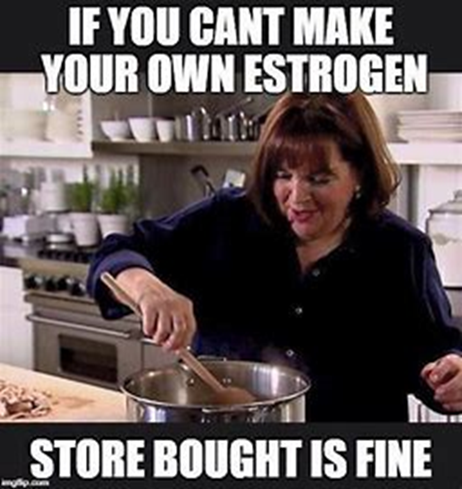 IF YOU CANT MAKE
YOUR OWN ESTROGEN
STORE BOUGHT IS FINE
imgflip.com